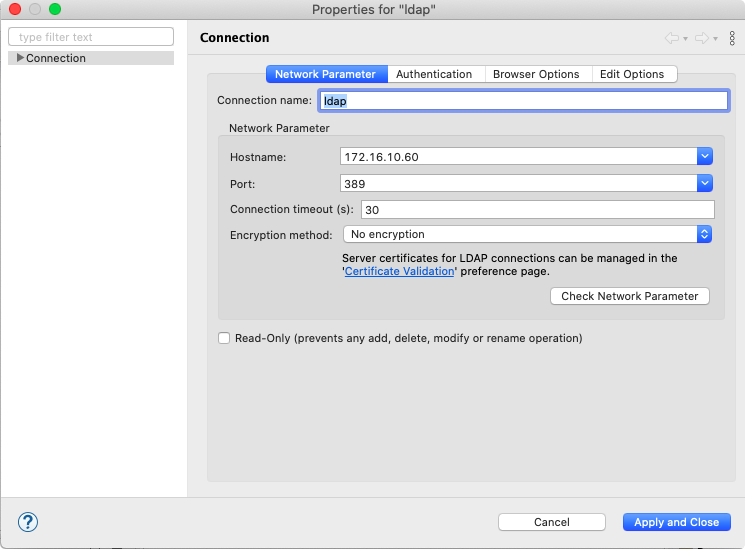 Properties for "ldap"
type filter text
Connection
Connection
Network Parameter
Authentication
Browser Options
Edit Options
Connection name: ldap
Network Parameter
Hostname: 172.16.10.60
Port: 389
Connection timeout (s): 30
Encryption method: No encryption
Server certificates for LDAP connections can be managed in the
'Certificate Validation' preference page.
Check Network Parameter
Read-Only (prevents any add, delete, modify or rename operation)
?
Cancel
Apply and Close